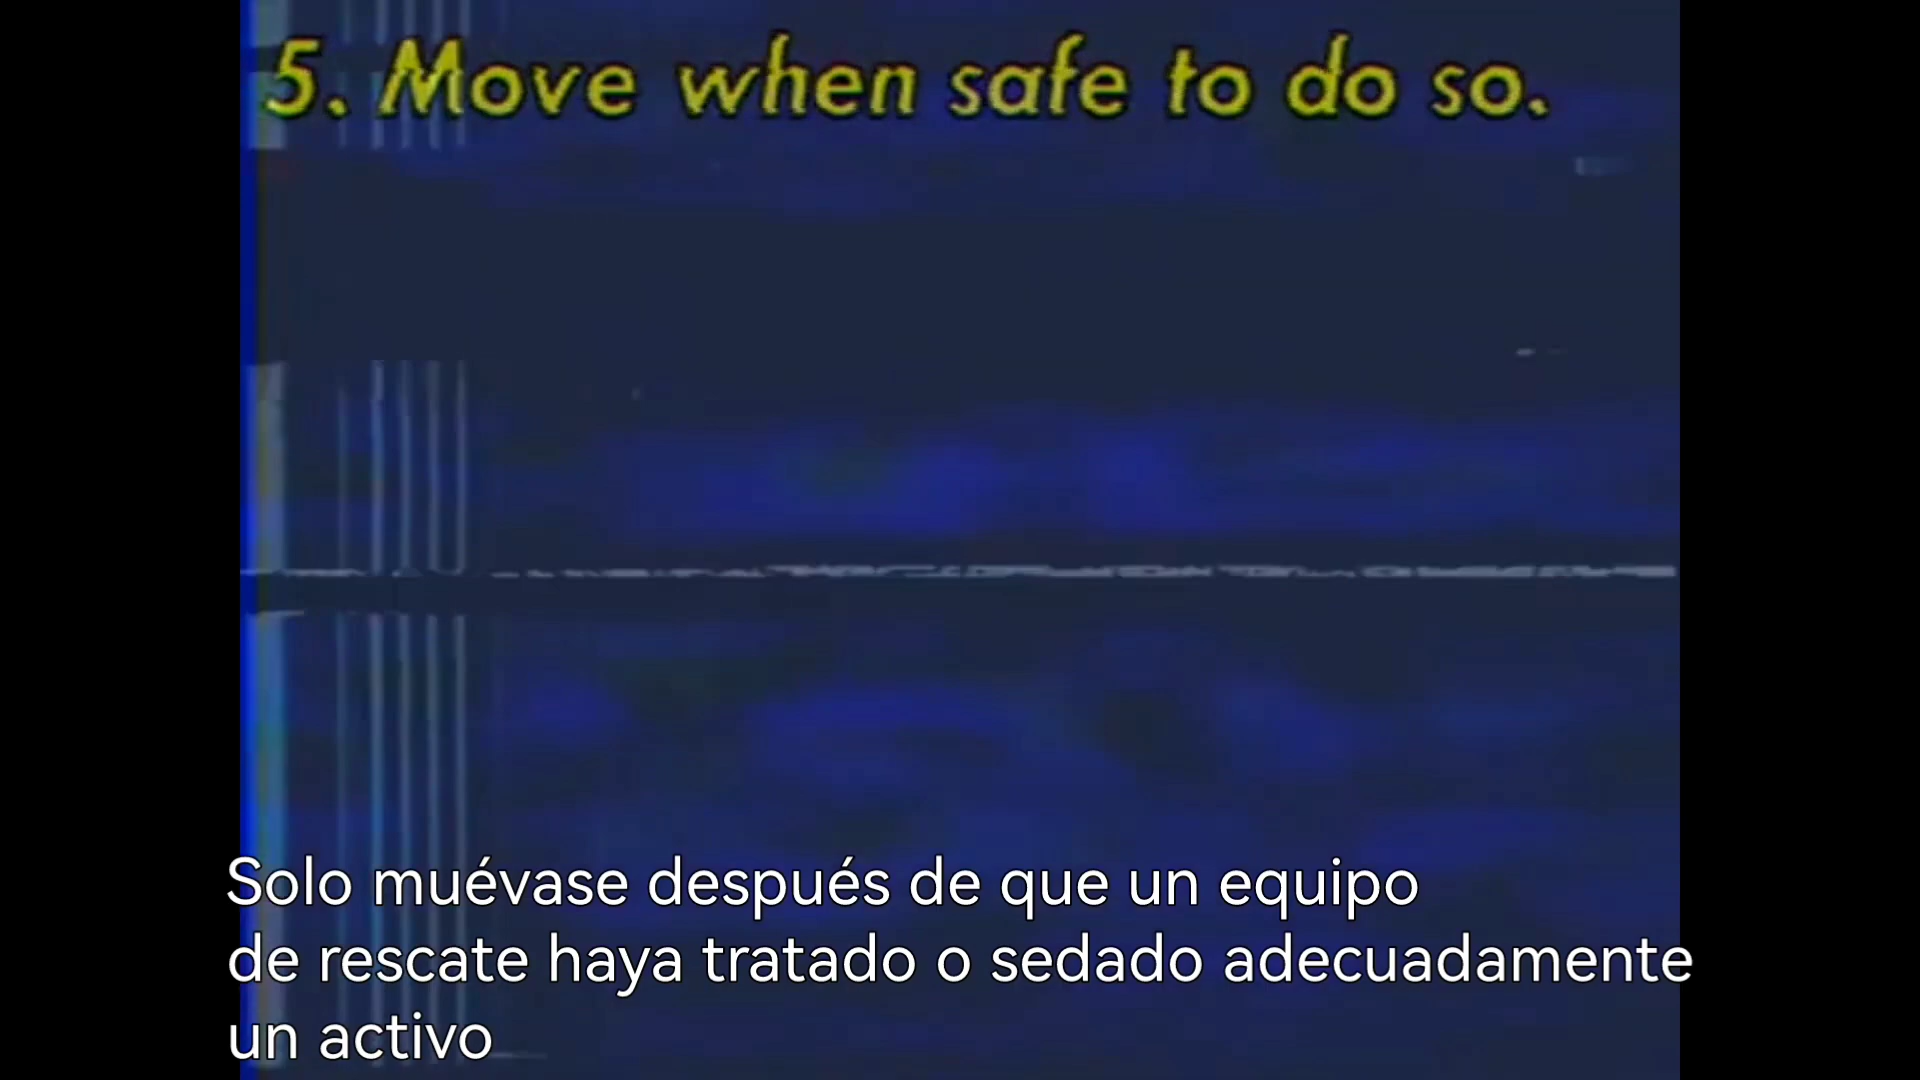 5. Move when safe to do so.
Solo muévase después de que un equipo
de rescate haya tratado o sedado adecuadamente
un activo